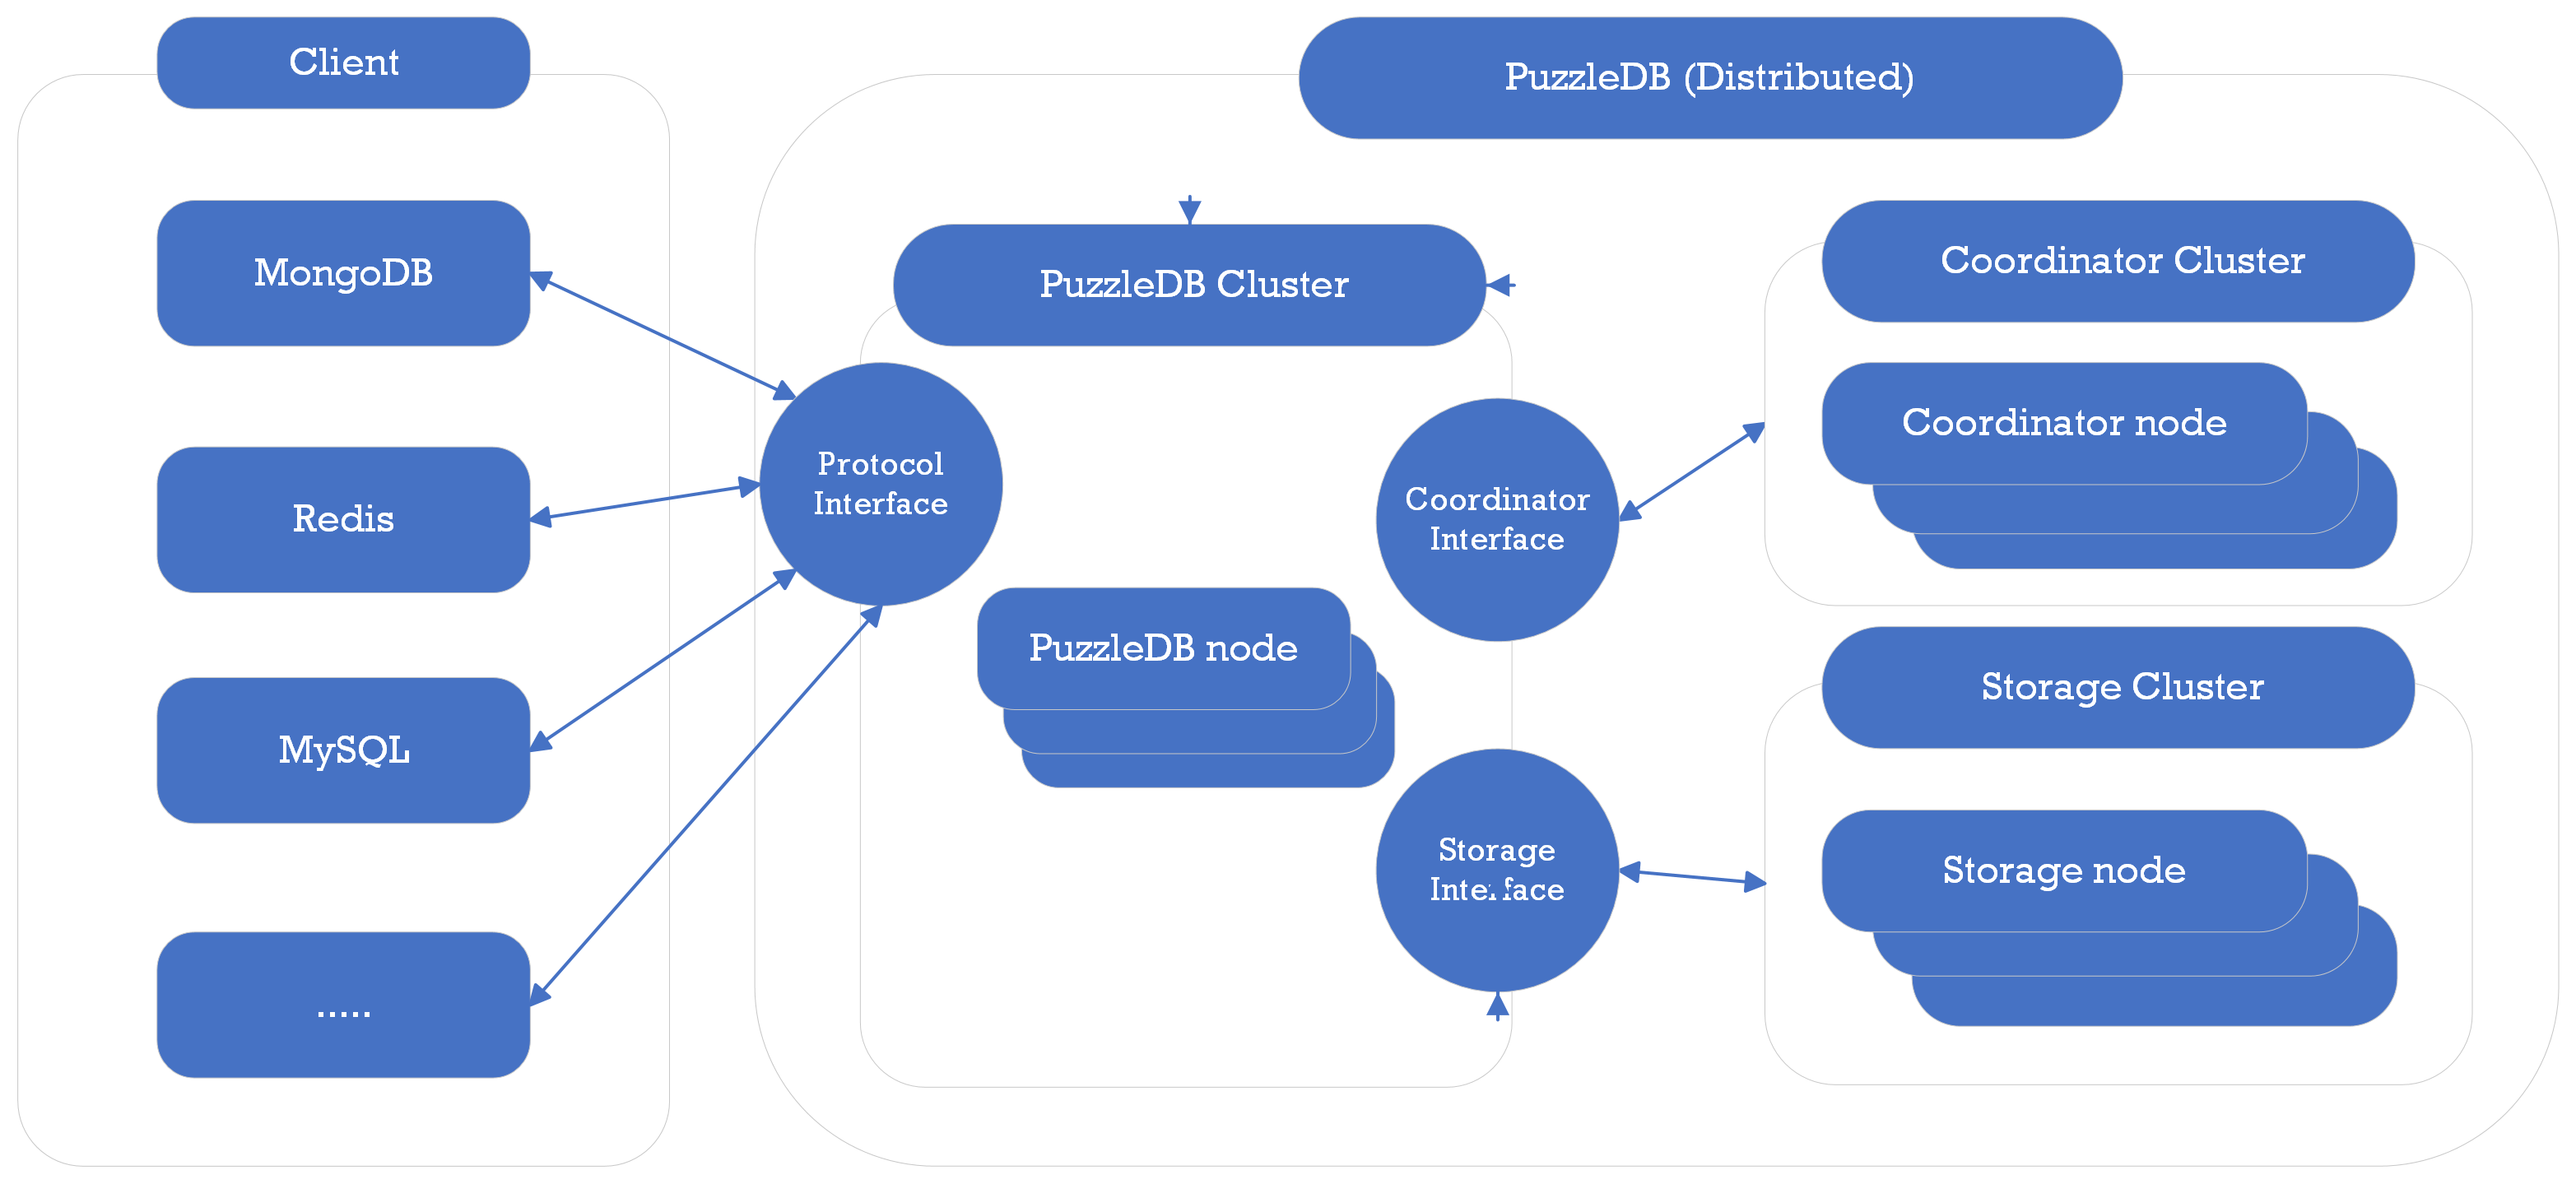 Client
MongoDB
Redis
MySQL
.....
PuzzleDB (Distributed)
PuzzleDB Cluster
Protocol
Interface
PuzzleDB node
Coordinator
Interface
Storage
Interface
Coordinator Cluster
Coordinator node
Storage Cluster
Storage node